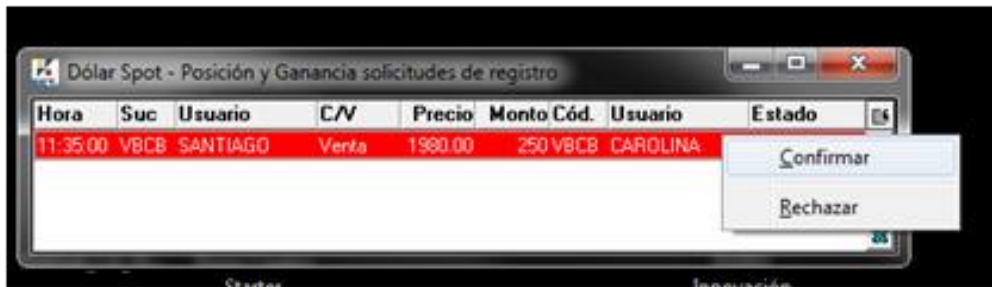 Dólar Spot - Posición y Ganancia solicitudes de registro
Hora Suc Usuario C/V Precio Monto Cód. Usuario Estado
11:35:00 VBCB SANTIAGO Venta 1980.00 250 VBCB CAROLINA
Confirmar
Rechazar
Starter Innovación